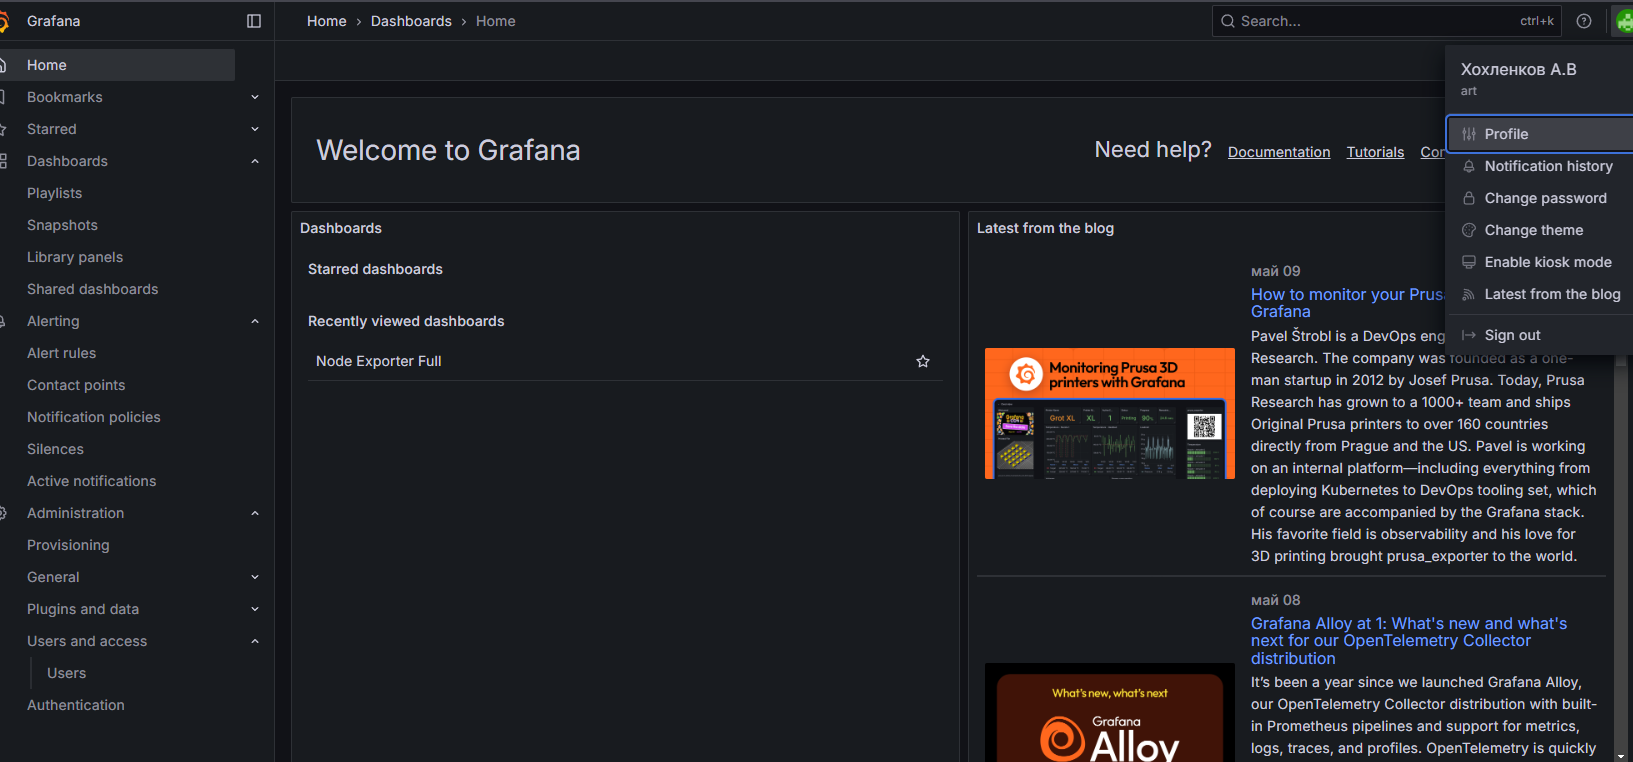 Grafana
Home › Dashboards › Home
Search...
ctrl+k
Home
Bookmarks
Starred
Dashboards
Playlists
Snapshots
Library panels
Shared dashboards
Alerting
Alert rules
Contact points
Notification policies
Silences
Active notifications
Administration
Provisioning
General
Plugins and data
Users and access
Users
Authentication
Welcome to Grafana
Need help?
Documentation
Tutorials
Dashboards
Starred dashboards
Recently viewed dashboards
Node Exporter Full
Latest from the blog
Monitoring Prusa 3D
printers with Grafana
май 09
How to monitor your Prus
Grafana
Pavel Štrobl is a DevOps eng
Research. The company was founded as a one-
man startup in 2012 by Josef Prusa. Today, Prusa
Research has grown to a 1000+ team and ships
Original Prusa printers to over 160 countries
directly from Prague and the US. Pavel is working
on an internal platform—including everything from
deploying Kubernetes to DevOps tooling set, which
of course are accompanied by the Grafana stack.
His favorite field is observability and his love for
3D printing brought prusa_exporter to the world.
What's new, what's next
Grafana
Alloy
май 08
Grafana Alloy at 1: What's new and what's
next for our OpenTelemetry Collector
distribution
It's been a year since we launched Grafana Alloy,
our OpenTelemetry Collector distribution with built-
in Prometheus pipelines and support for metrics,
logs, traces, and profiles. OpenTelemetry is quickly
Хохленков А.В
art
Profile
Notification history
Change password
Change theme
Enable kiosk mode
Latest from the blog
Sign out